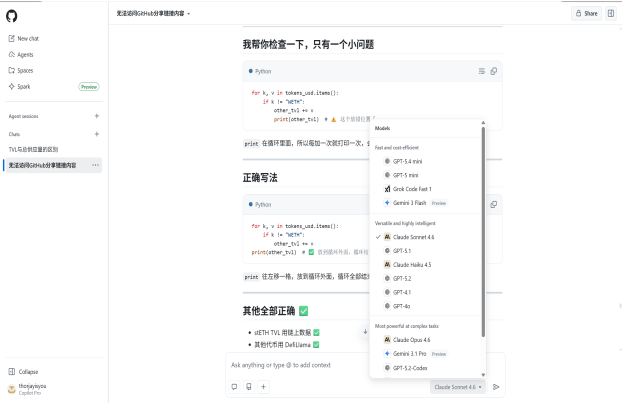 无法访问GitHub分享链接内容
Share
New chat
Agents
Spaces
Spark
Preview
Agent sessions
Chats
TVL与总供应量的区别
无法访问GitHub分享链接内容
Collapse
thorjayisyou
Copilot Pro
我帮你检查一下，只有一个小问题
Python
for k, v in tokens_usd.items():
if k != "WETH":
other_tvl += v
print(other_tvl) # ⚠️ 这个放错位置了
print 在循环里面，所以每加一次就打印一次，
正确写法
Python
for k, v in tokens_usd.items():
if k != "WETH":
other_tvl += v
print(other_tvl) # ✅ 放到循环外面，循环
print 往左移一格，放到循环外面，循环全部结
其他全部正确 ✅
• stETH TVL 用链上数据 ✅
• 其他代币用 DefiLlama ✅
Ask anything or type @ to add context
Claude Sonnet 4.6
Models
Fast and cost-efficient
GPT-5.4 mini
GPT-5 mini
Grok Code Fast 1
Gemini 3 Flash Preview
Versatile and highly intelligent
Claude Sonnet 4.6
GPT-5.1
Claude Haiku 4.5
GPT-5.2
GPT-4.1
GPT-4o
Most powerful at complex tasks
Claude Opus 4.6
Gemini 3.1 Pro Preview
GPT-5.2-Codex